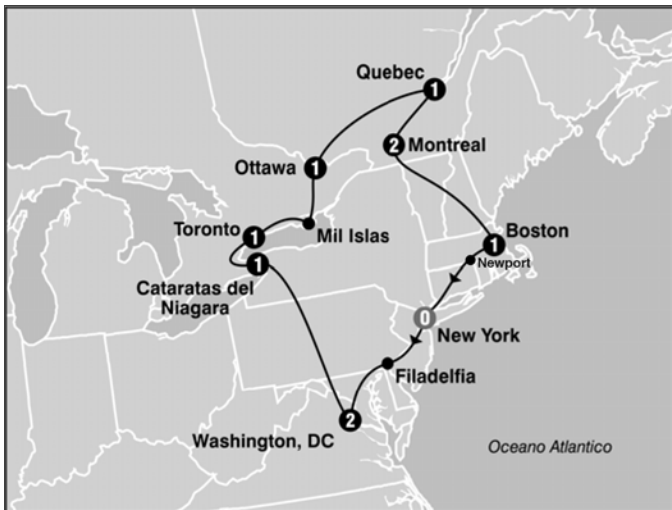 Quebec
1
2
Montreal
Ottawa
1
Toronto
1
Mil Islas
1
Boston
Newport
1
Cataratas del
Niagara
0
New York
Filadelfia
2
Washington, DC
Oceano Atlantico